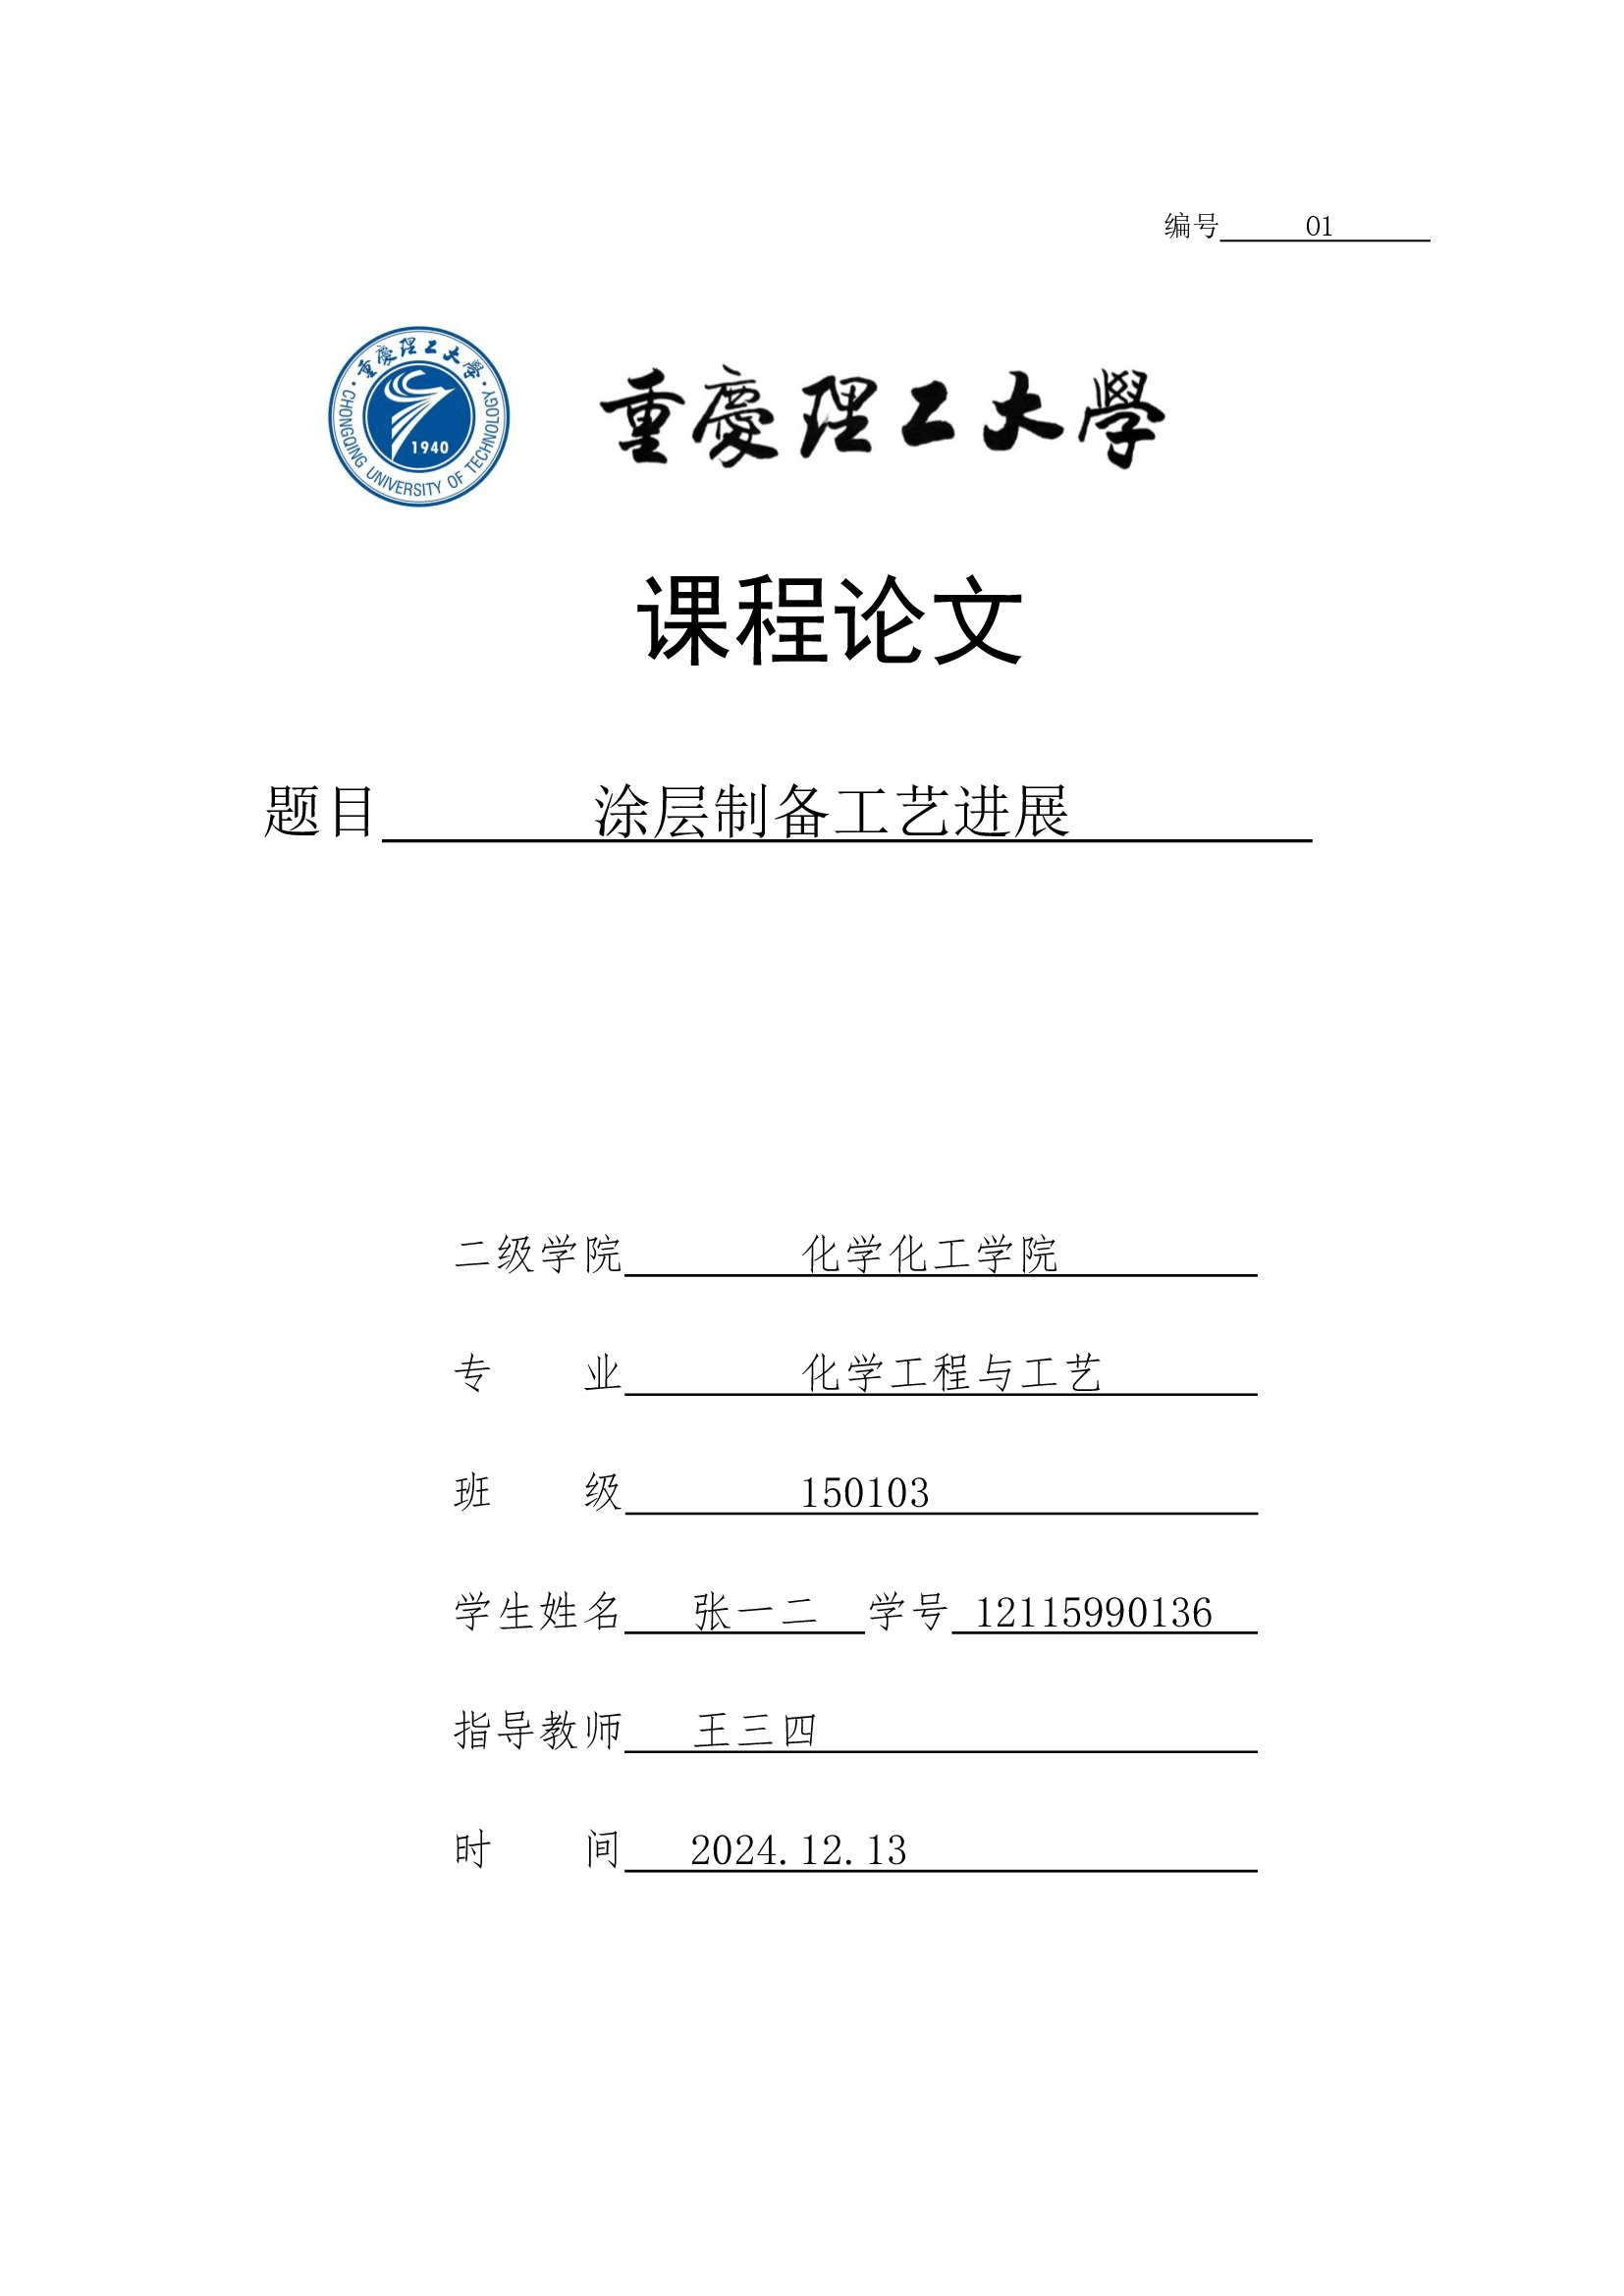 编号 01
重慶理工大學
CHONGQING UNIVERSITY OF TECHNOLOGY
1940
重慶理工大學
课程论文
题目 涂层制备工艺进展
二级学院 化学化工学院
专 业 化学工程与工艺
班 级 150103
学生姓名 张一二 学号 12115990136
指导教师 王三四
时 间 2024.12.13